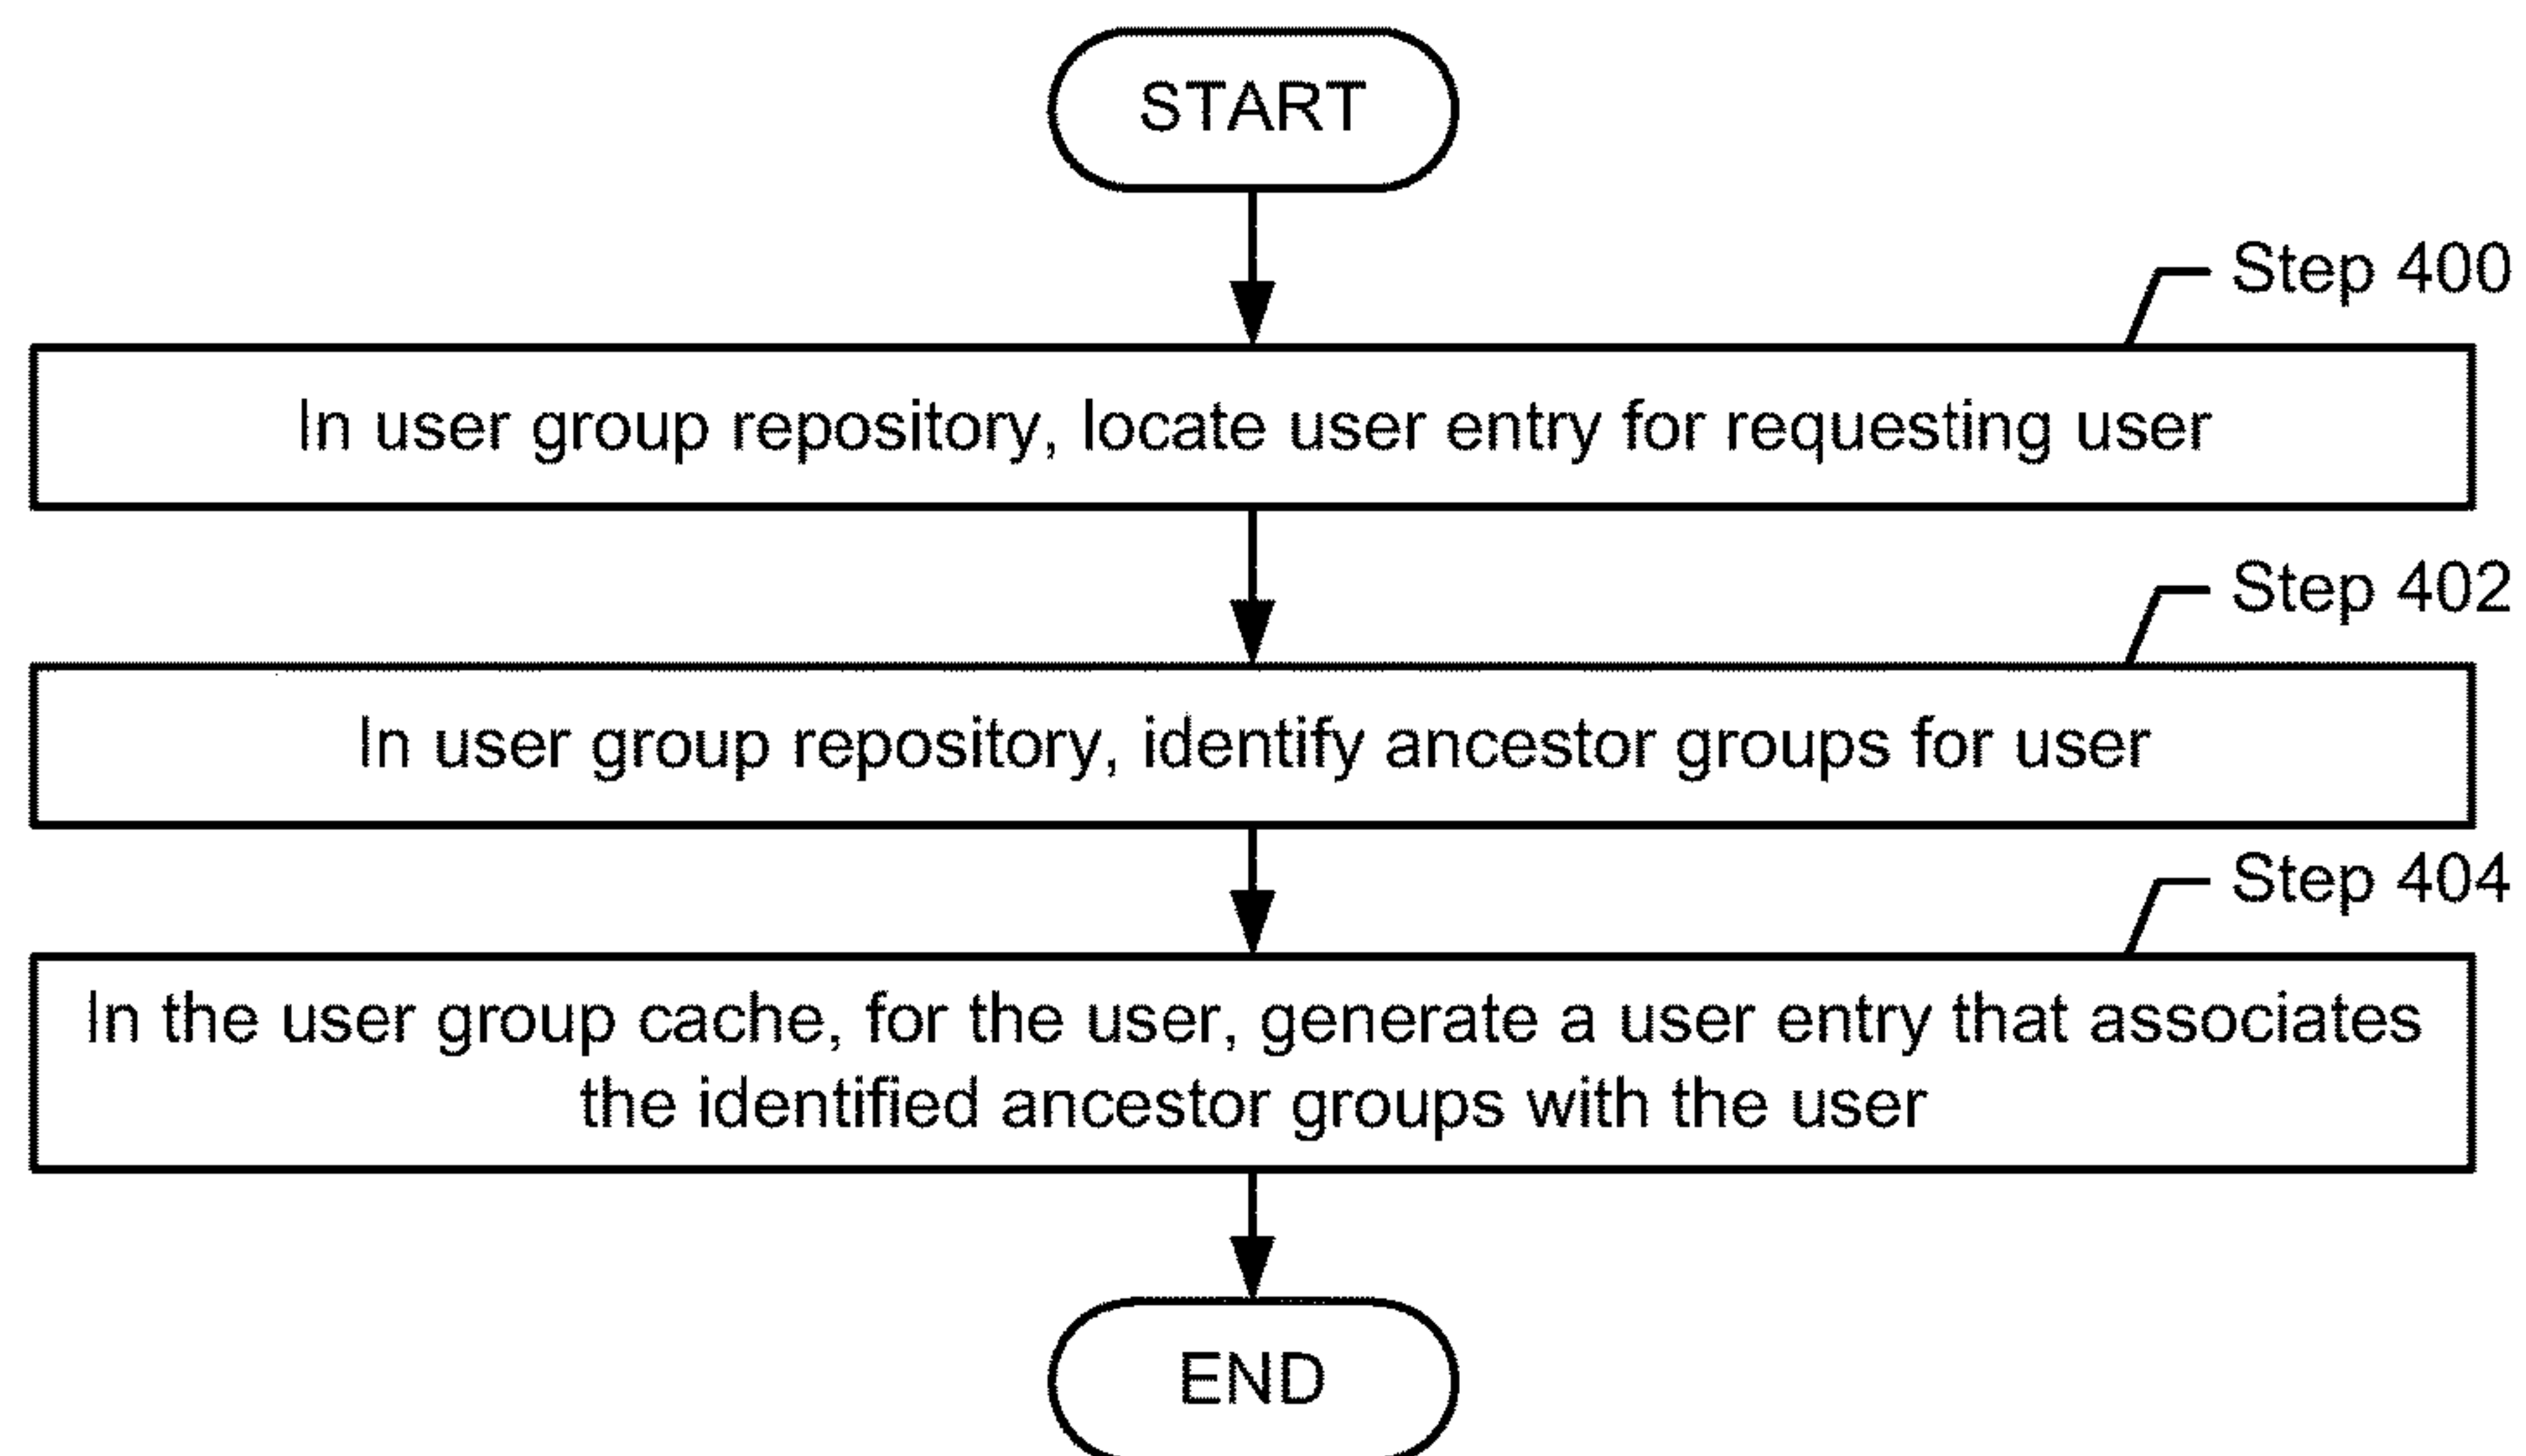 START
Step 400
In user group repository, locate user entry for requesting user
Step 402
In user group repository, identify ancestor groups for user
Step 404
In the user group cache, for the user, generate a user entry that associates
the identified ancestor groups with the user
END